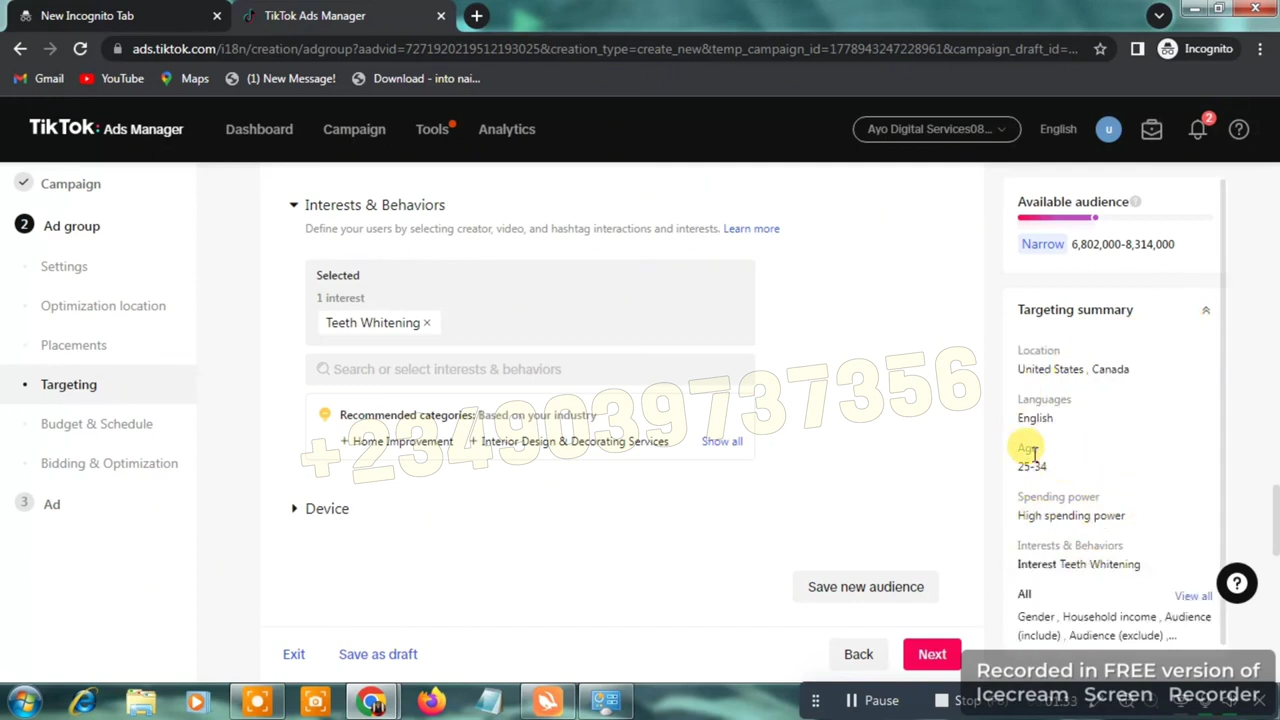 New Incognito Tab
TikTok Ads Manager
ads.tiktok.com/i18n/creation/adgroup?aadvid=7271920219512193025&creation_type=create_new&temp_campaign_id=1778943247228961&campaign_draft_id=...
Incognito
Gmail
YouTube
Maps
(1) New Message!
Download - into nai...
TikTok: Ads Manager
Dashboard
Campaign
Tools
Analytics
Ayo Digital Services08...
English
u
2
Campaign
2 Ad group
Settings
Optimization location
Placements
Targeting
Budget & Schedule
Bidding & Optimization
3 Ad
Interests & Behaviors
Define your users by selecting creator, video, and hashtag interactions and interests. Learn more
Selected
1 interest
Teeth Whitening ×
Search or select interests & behaviors
Recommended categories: Based on your industry
+ Home Improvement + Interior Design & Decorating Services Show all
+2349039737356
Device
Save new audience
Exit
Save as draft
Back
Next
Available audience
Narrow 6,802,000-8,314,000
Targeting summary
Location
United States , Canada
Languages
English
Age
25-34
Spending power
High spending power
Interests & Behaviors
Interest Teeth Whitening
All View all
Gender , Household income , Audience
(include) , Audience (exclude) ,...
Recorded in FREE version of
Icecream Screen Recorder
Pause